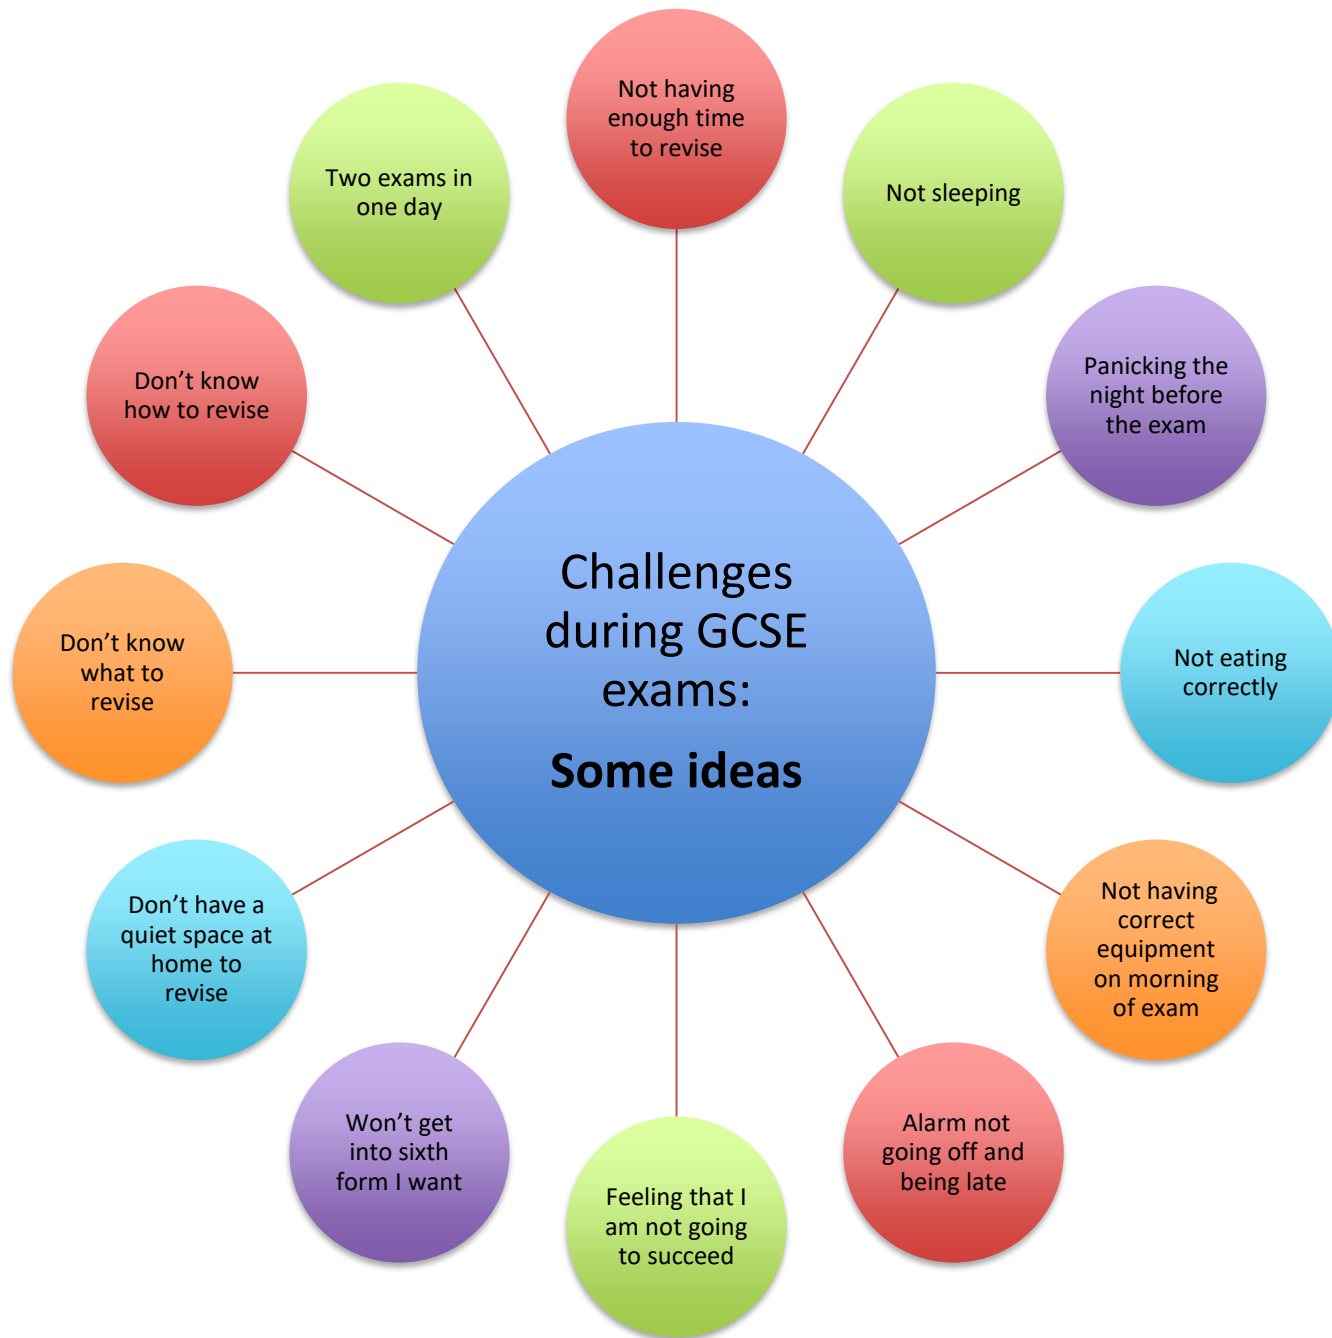 Challenges
during GCSE
exams:
Some ideas
Not having
enough time
to revise
Not sleeping
Panicking the
night before
the exam
Not eating
correctly
Not having
correct
equipment
on morning
of exam
Alarm not
going off and
being late
Feeling that I
am not going
to succeed
Won’t get
into sixth
form I want
Don’t have a
quiet space at
home to
revise
Don’t know
what to
revise
Don’t know
how to revise
Two exams in
one day